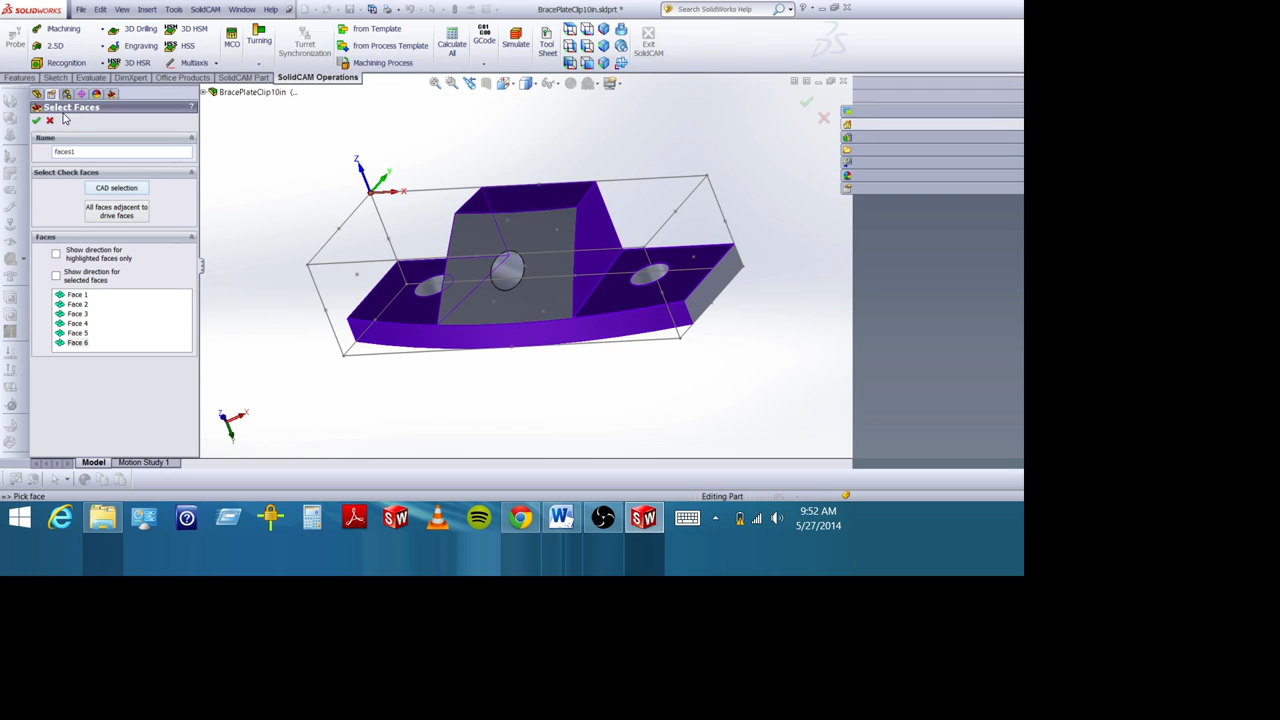 SOLIDWORKS File Edit View Insert Tools SolidCAM Window Help BracePlateClip10in.sldprt * Search SolidWorks Help
iMachining 3D Drilling 3D HSM from Template
2.5D Engraving HSS from Process Template
Recognition 3D HSR Multiaxis Machining Process
Probe MCO Turning Turret Synchronization Calculate All GCode Simulate Tool Sheet Exit SolidCAM
G01
G00
Features Sketch Evaluate DimXpert Office Products SolidCAM Part SolidCAM Operations
BracePlateClip10in (...
Select Faces ?
Name
faces1
Select Check faces
CAD selection
All faces adjacent to
drive faces
Faces
Show direction for
highlighted faces only
Show direction for
selected faces
Face 1
Face 2
Face 3
Face 4
Face 5
Face 6
Z
Y
X
Z
X
Y
Model Motion Study 1
=> Pick face Editing Part
9:52 AM
5/27/2014